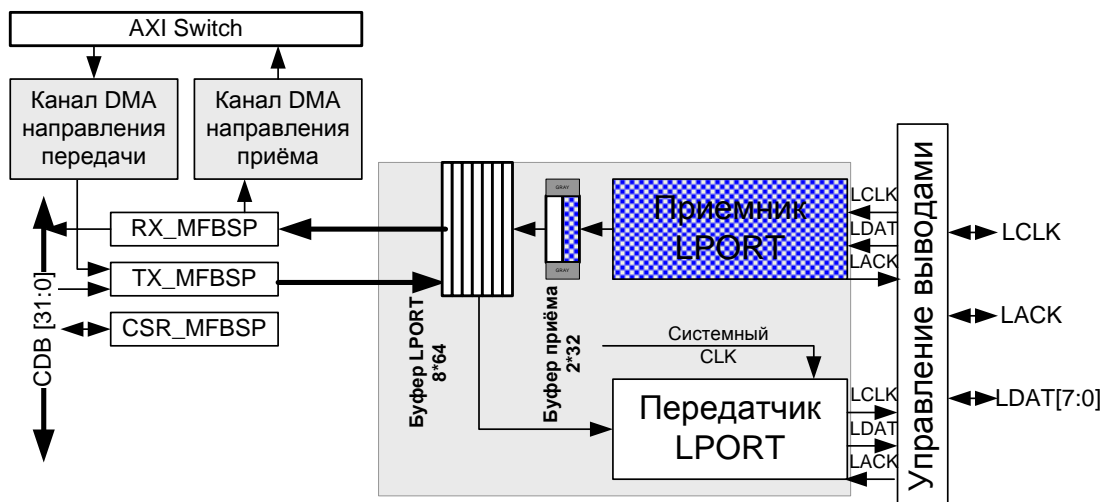 AXI Switch
Канал DMA
направления
передачи
Канал DMA
направления
приёма
RX_MFBSP
TX_MFBSP
CSR_MFBSP
CDB [31:0]
Буфер LPORT
8*64
GRAY
GRAY
Буфер приёма
2*32
Приемник
LPORT
LCLK
LDAT
LACK
Системный
CLK
Передатчик
LPORT
LCLK
LDAT
LACK
Управление выводами
LCLK
LACK
LDAT[7:0]